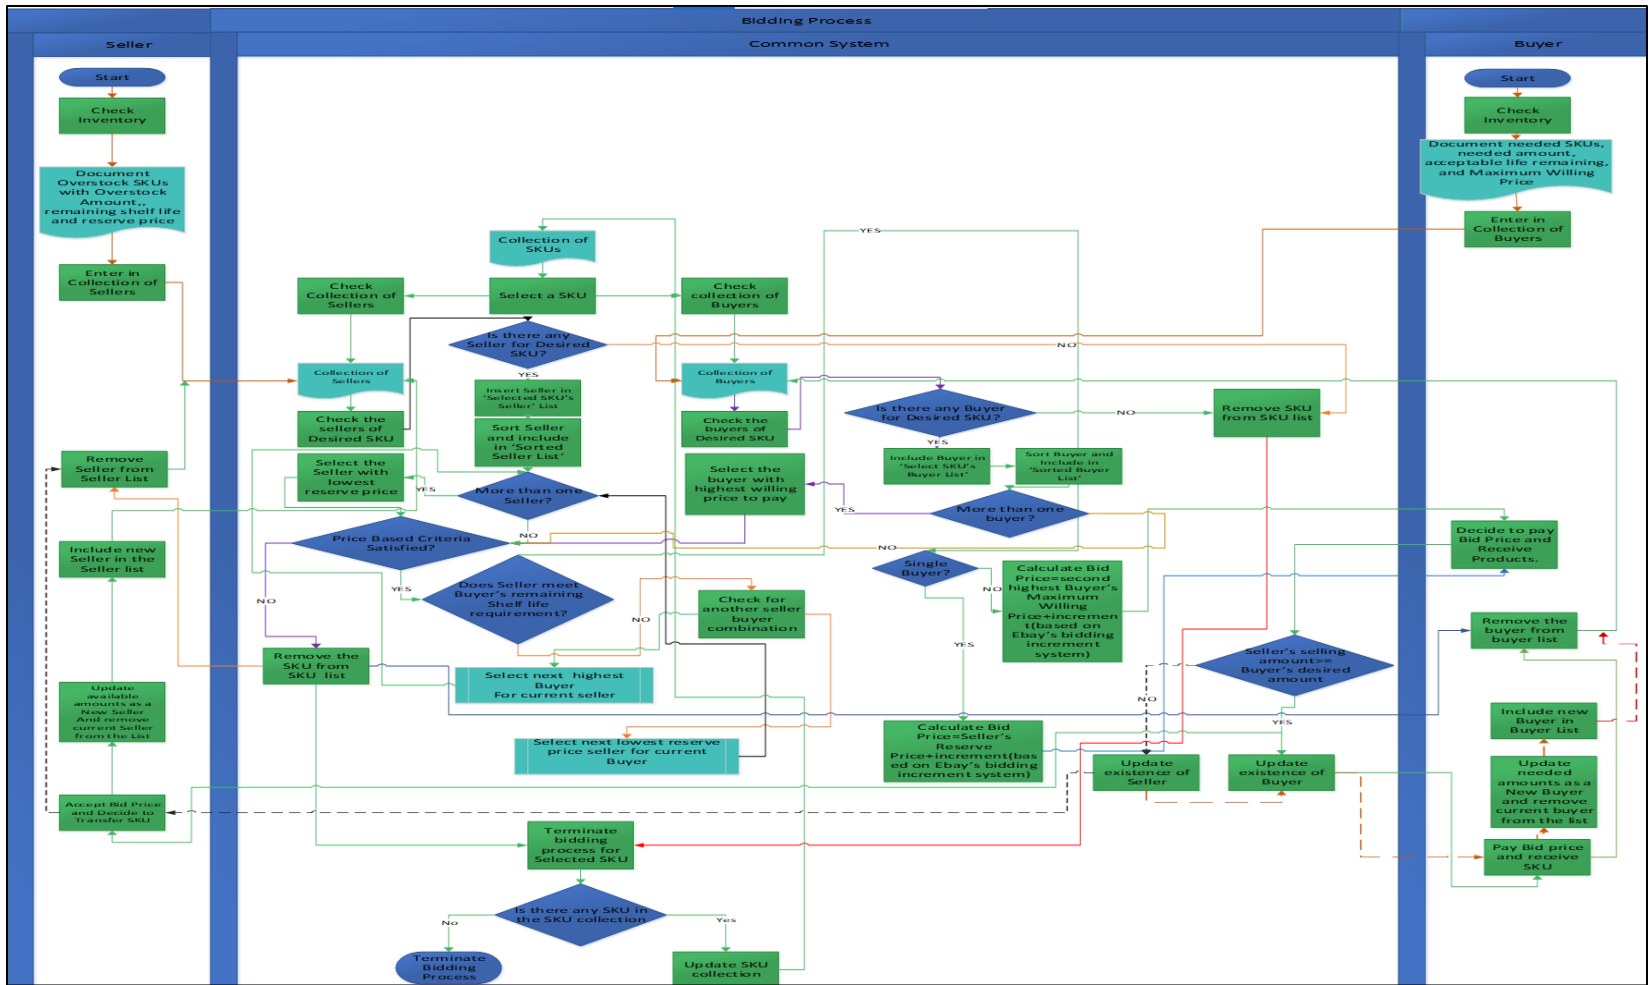 Bidding Process
Seller
Common System
Buyer
Start
Check
Inventory
Document
Overstock SKUs
with Overstock
Amount,,
remaining shelf life
and reserve price
Enter in
Collection of
Sellers
Remove
Seller from
Seller List
Include new
Seller in the
Seller list
Update
available
amounts as a
New Seller
And remove
current Seller
from the List
Accept Bid Price
and Decide to
Transfer SKU
Collection of
SKUs
Check
Collection of
Sellers
Select a SKU
Check
collection of
Buyers
Is there any
Seller for Desired
SKU?
NO
YES
Collection of
Sellers
Insert Seller in
'Selected SKU's
Seller' List
Collection of
Buyers
Check the
sellers of
Desired SKU
Sort Seller
and include
in 'Sorted
Seller List'
Check the
buyers of
Desired SKU
Select the
Seller with
lowest
reserve price
YES
More than one
Seller?
NO
Select the
buyer with
highest willing
price to pay
Price Based Criteria
Satisfied?
YES
NO
Does Seller meet
Buyer's remaining
Shelf life
requirement?
YES
NO
Check for
another seller
buyer
combination
Remove the
SKU from
SKU list
Select next highest
Buyer
For current seller
Select next lowest reserve
price seller for current
Buyer
Is there any Buyer
for Desired SKU?
NO
YES
Remove SKU
from SKU list
Include Buyer in
'Select SKU's
Buyer List'
Sort Buyer and
Include in
'Sorted Buyer
List'
More than one
buyer?
YES
NO
Single
Buyer?
NO
YES
Calculate Bid
Price=second
highest Buyer's
Maximum
Willing
Price+incremen
t(based on
Ebay's bidding
increment
system)
Calculate Bid
Price=Seller's
Reserve
Price+increment(bas
ed on Ebay's bidding
increment system)
Seller's selling
amount>=
Buyer's desired
amount
NO
YES
Update
existence of
Seller
Update
existence of
Buyer
Terminate
bidding
process for
Selected SKU
Is there any SKU in
the SKU collection
No
Yes
Terminate
Bidding
Process
Update SKU
collection
Start
Check
Inventory
Document needed SKUs,
needed amount,
acceptable life remaining,
and Maximum Willing
Price
Enter in
Collection of
Buyers
Decide to pay
Bid Price and
Receive
Products.
Remove the
buyer from
buyer list
Include new
Buyer in
Buyer List
Update
needed
amounts as a
New Buyer
and remove
current buyer
from the list
Pay Bid price
and receive
SKU